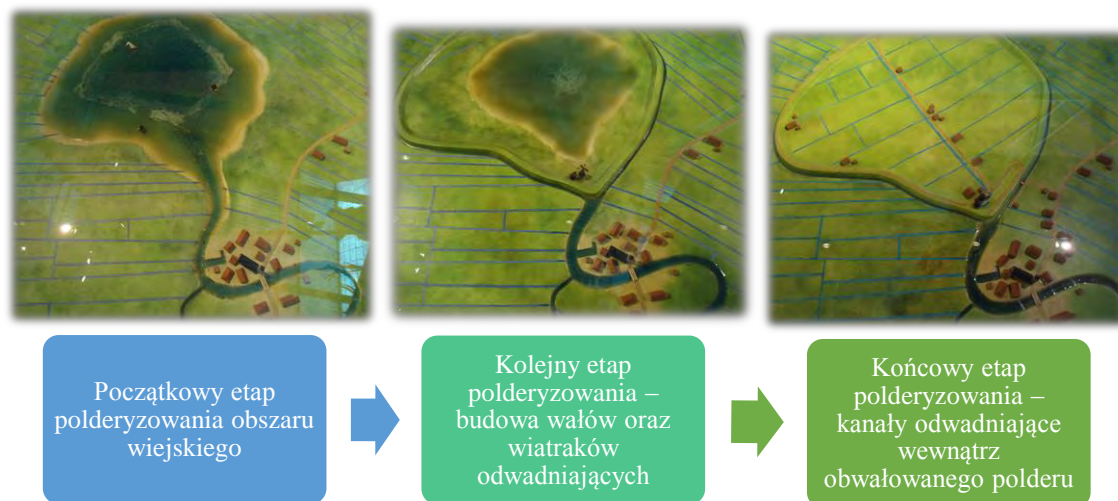 Początkowy etap
polderyzowania obszaru
wiejskiego
Kolejny etap
polderyzowania –
budowa wałów oraz
wiatraków
odwadniających
Końcowy etap
polderyzowania –
kanały odwadniające
wewnątrz
obwałowanego polderu